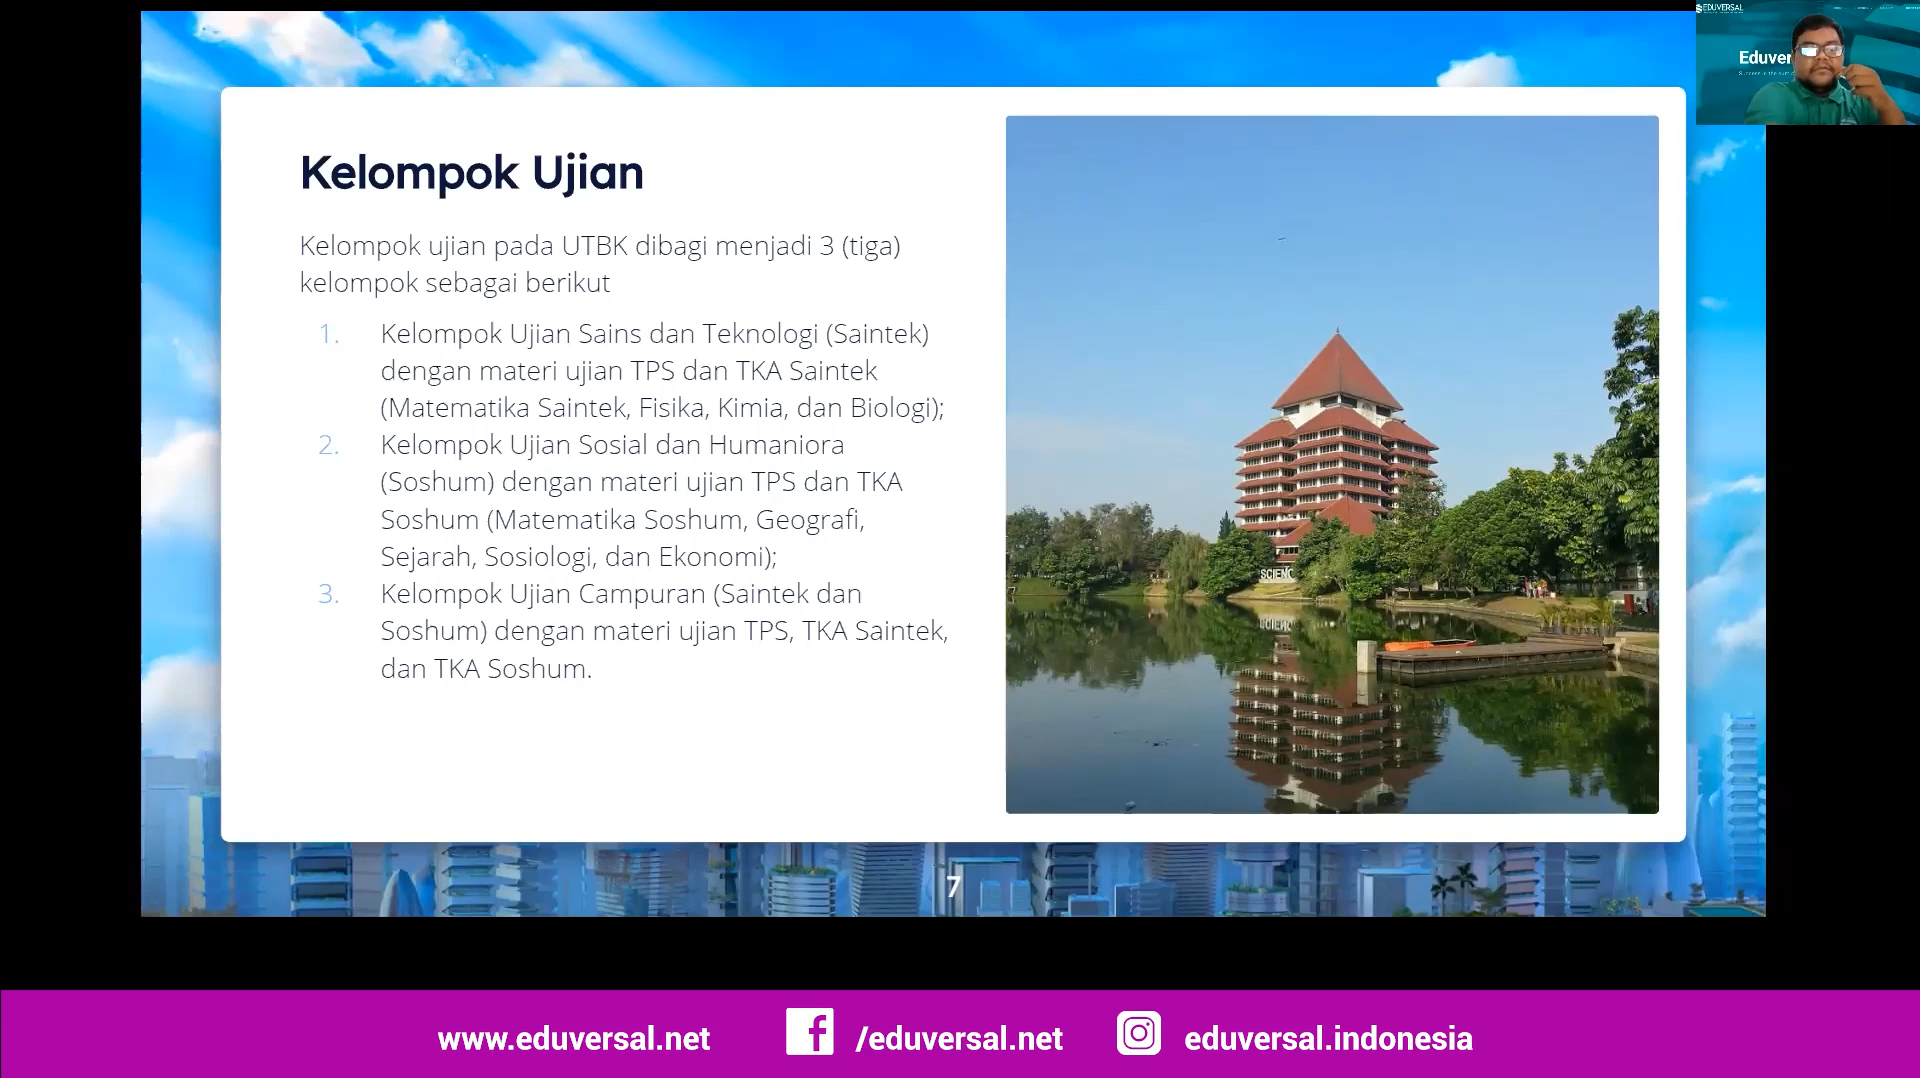 EDUVERSAL
Kelompok Ujian
Kelompok ujian pada UTBK dibagi menjadi 3 (tiga)
kelompok sebagai berikut
1. Kelompok Ujian Sains dan Teknologi (Saintek)
dengan materi ujian TPS dan TKA Saintek
(Matematika Saintek, Fisika, Kimia, dan Biologi);
2. Kelompok Ujian Sosial dan Humaniora
(Soshum) dengan materi ujian TPS dan TKA
Soshum (Matematika Soshum, Geografi,
Sejarah, Sosiologi, dan Ekonomi);
3. Kelompok Ujian Campuran (Saintek dan
Soshum) dengan materi ujian TPS, TKA Saintek,
dan TKA Soshum.
7
www.eduversal.net
/eduversal.net
eduversal.indonesia